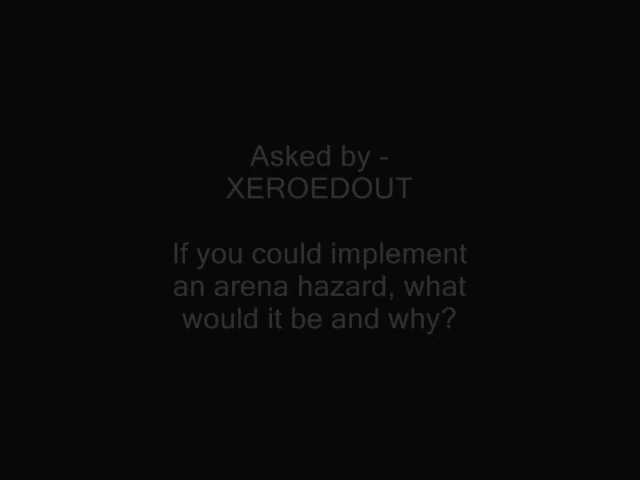 Asked by -
XEROEDOUT
If you could implement
an arena hazard, what
would it be and why?